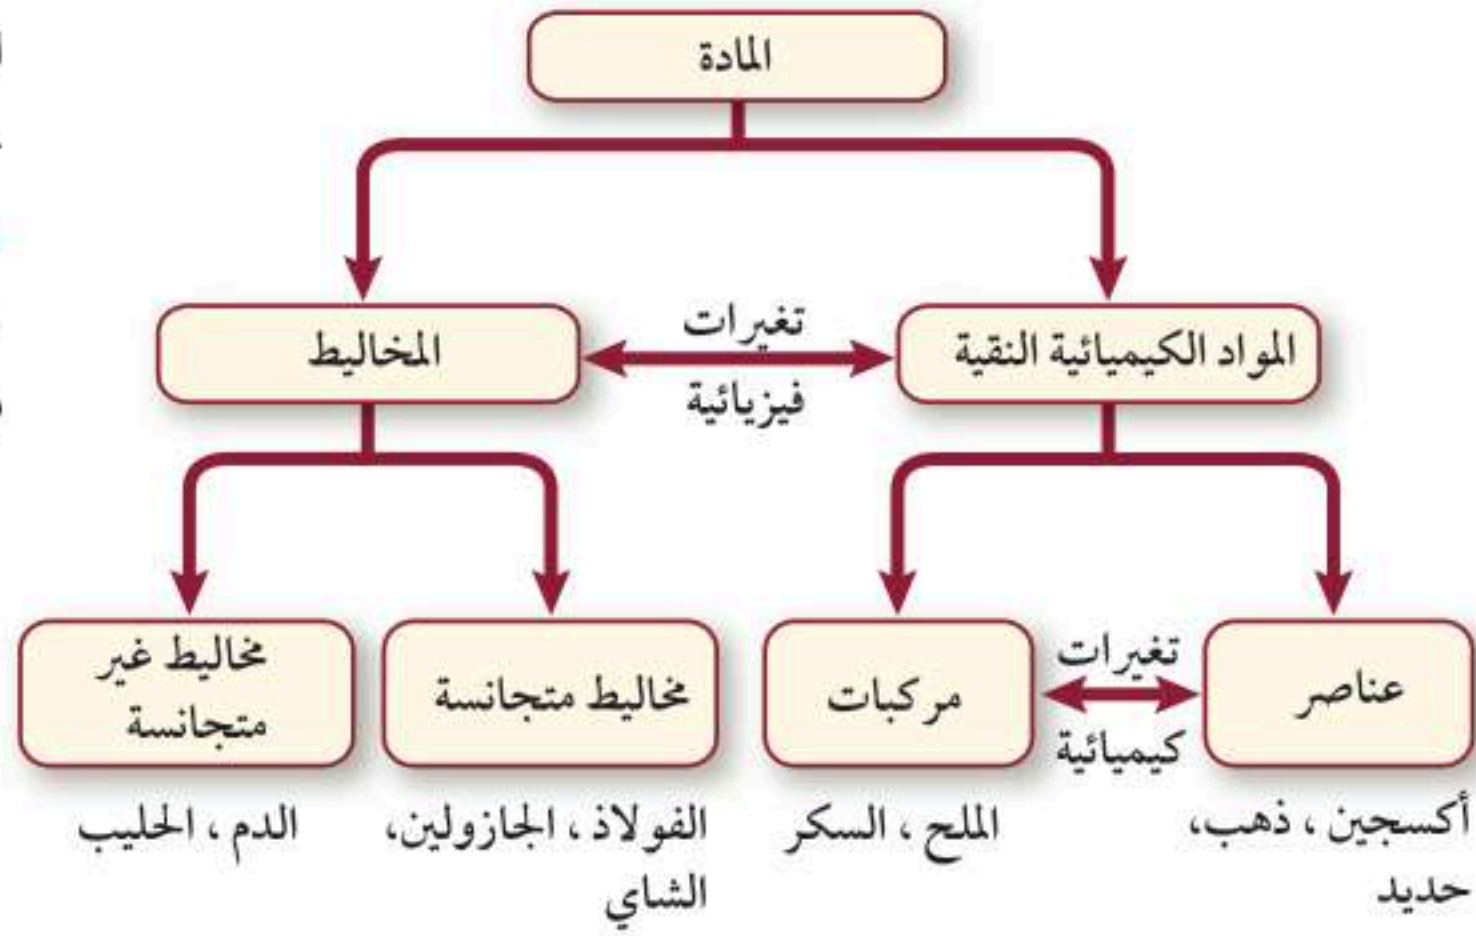 المادة
المواد الكيميائية النقية
تغيرات
فيزيائية
المخاليط
عناصر
تغيرات
كيميائية
مركبات
مخاليط متجانسة
مخاليط غير
متجانسة
أكسجين ، ذهب،
حديد
الملح ، السكر
الفولاذ ، الجازولين،
الشاي
الدم ، الحليب